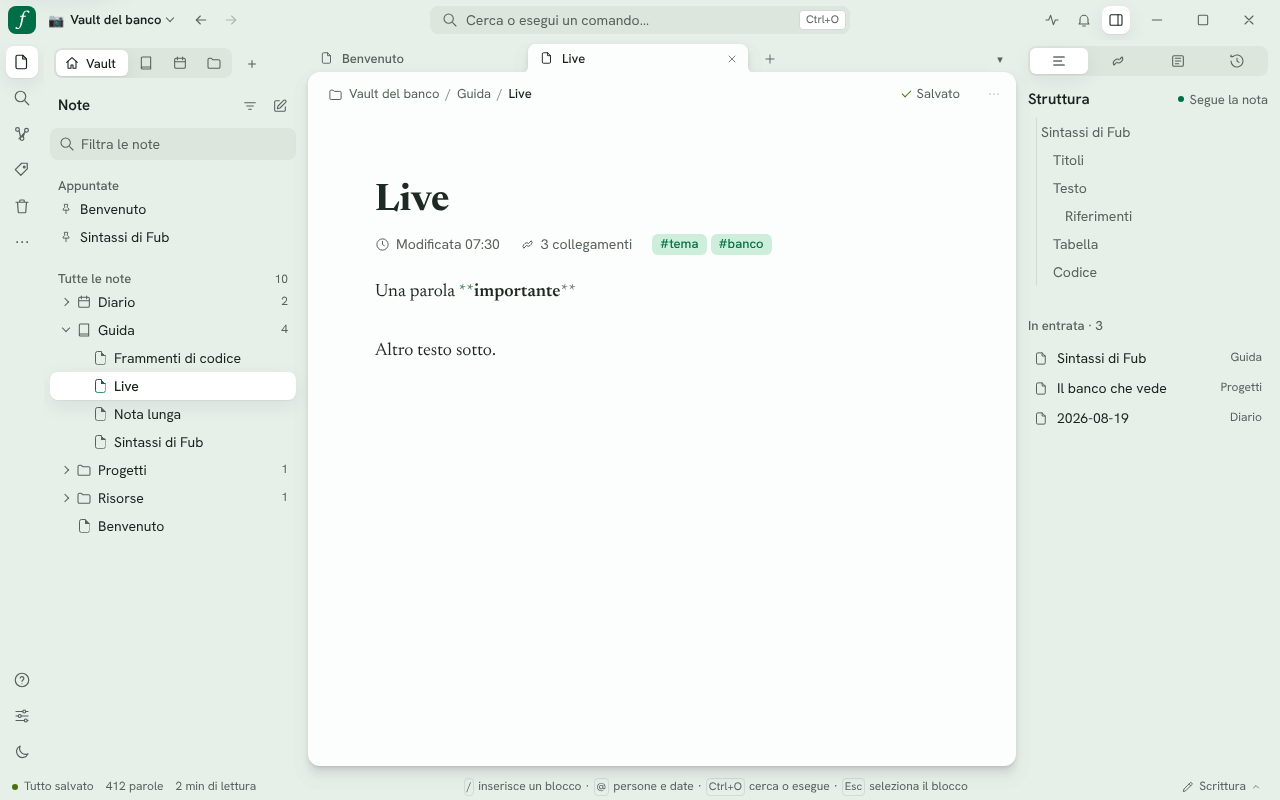 f
Vault del banco
Cerca o esegui un comando…
Ctrl+O
Vault
Note
Filtra le note
Appuntate
Benvenuto
Sintassi di Fub
Tutte le note 10
Diario 2
Guida 4
Frammenti di codice
Live
Nota lunga
Sintassi di Fub
Progetti 1
Risorse 1
Benvenuto
Benvenuto
Live
Vault del banco / Guida / Live
Salvato
Live
Modificata 07:30
3 collegamenti
#tema
#banco
Una parola **importante**
Altro testo sotto.
Struttura
Segue la nota
Sintassi di Fub
Titoli
Testo
Riferimenti
Tabella
Codice
In entrata · 3
Sintassi di Fub Guida
Il banco che vede Progetti
2026-08-19 Diario
Tutto salvato 412 parole 2 min di lettura
/ inserisce un blocco · @ persone e date · Ctrl+O cerca o esegue · Esc seleziona il blocco
Scrittura